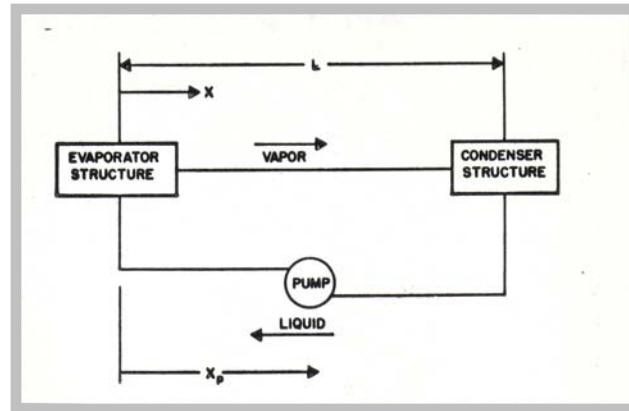 L
X
EVAPORATOR
STRUCTURE
VAPOR
CONDENSER
STRUCTURE
PUMP
LIQUID
Xp